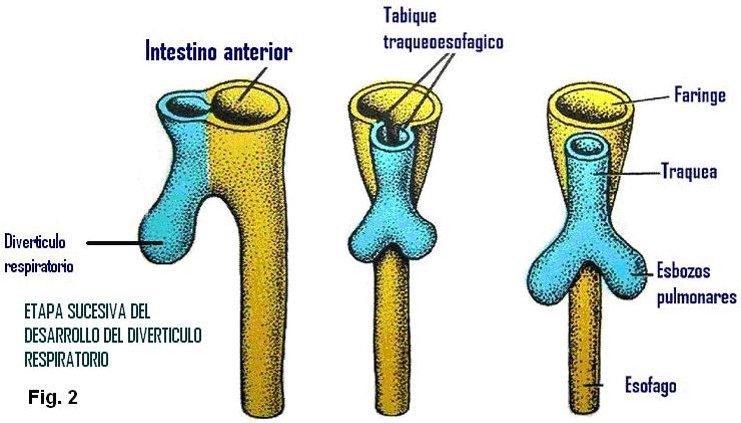 Tabique
traqueoesofagico
Intestino anterior
Faringe
Traquea
Diverticulo
respiratorio
Esbozos
pulmonares
ETAPA SUCESIVA DEL
DESARROLLO DEL DIVERTICULO
RESPIRATORIO
Esofago
Fig. 2